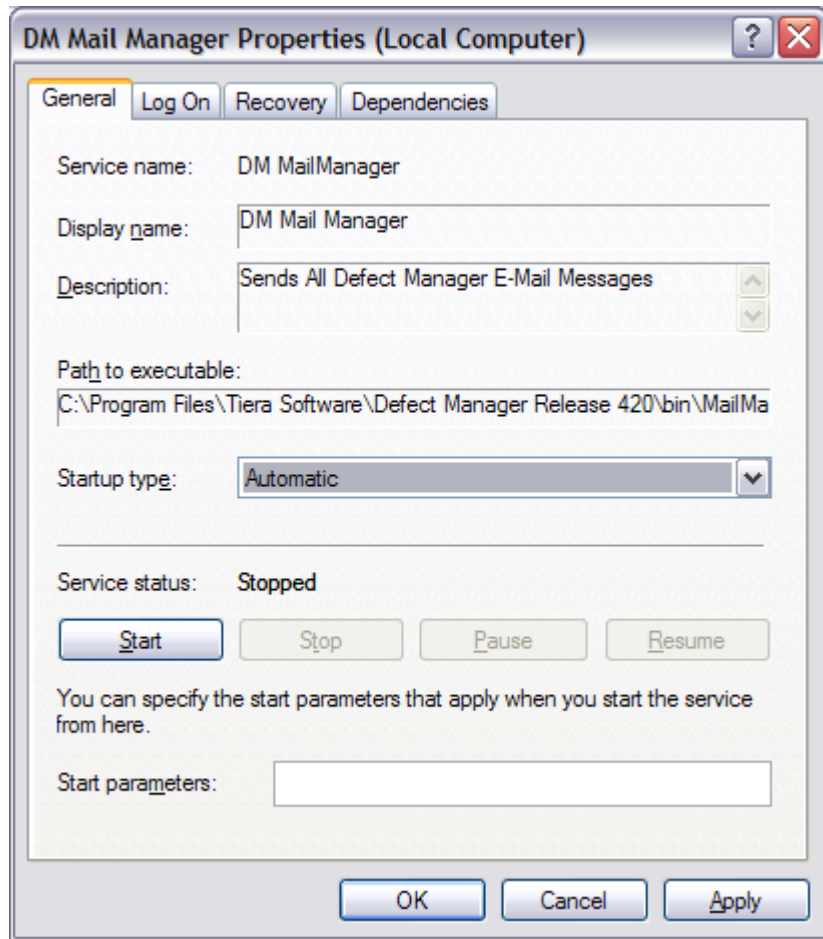 DM Mail Manager Properties (Local Computer)
General Log On Recovery Dependencies
Service name: DM MailManager
Display name: DM Mail Manager
Description: Sends All Defect Manager E-Mail Messages
Path to executable:
C:\Program Files\Tiera Software\Defect Manager Release 420\bin\MailMa
Startup type: Automatic
Service status: Stopped
Start Stop Pause Resume
You can specify the start parameters that apply when you start the service
from here.
Start parameters:
OK Cancel Apply